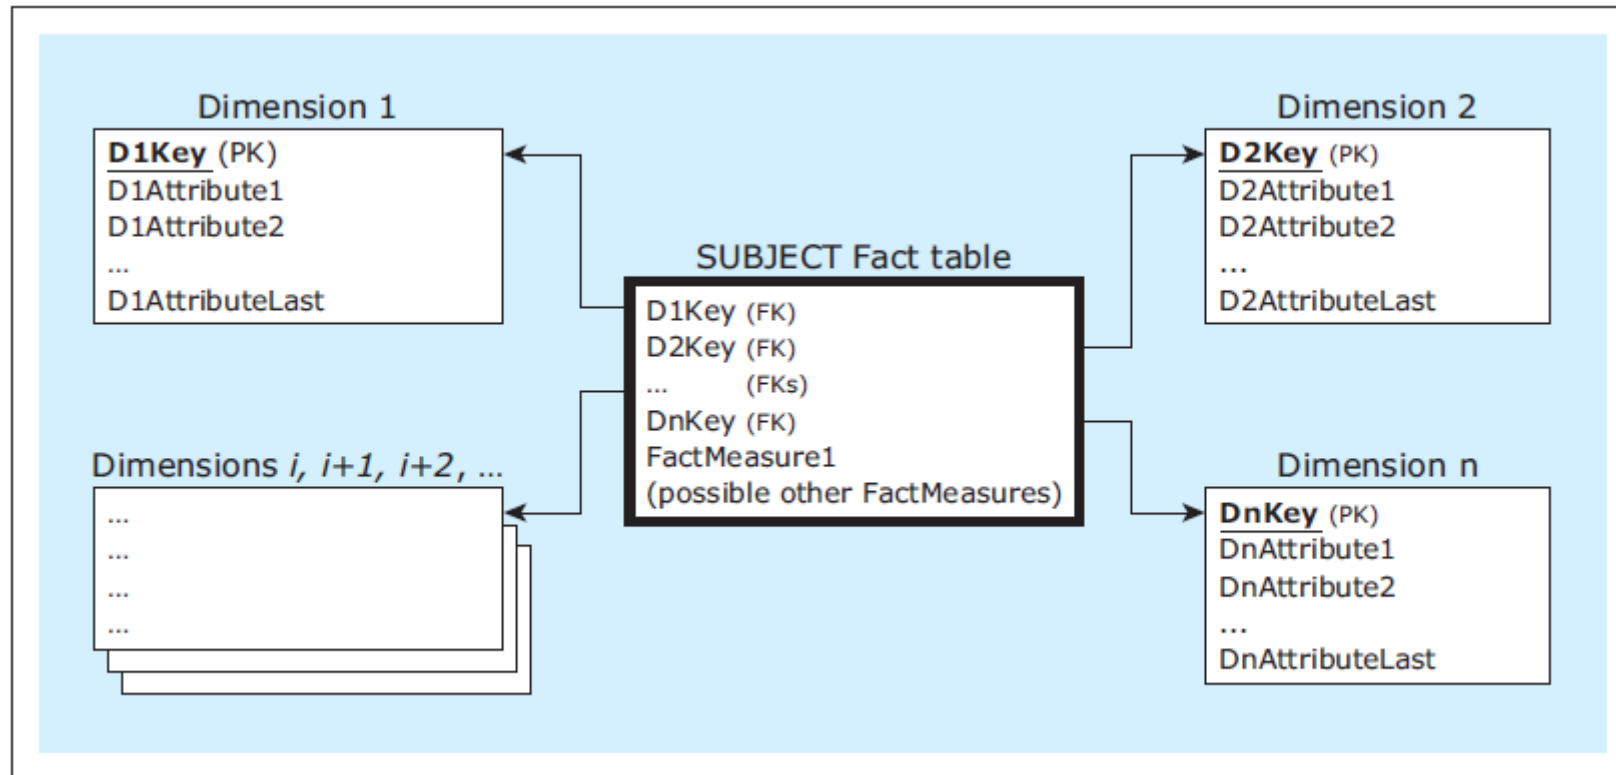 Dimension 1
D1Key (PK)
D1Attribute1
D1Attribute2
...
D1AttributeLast
Dimension 2
D2Key (PK)
D2Attribute1
D2Attribute2
...
D2AttributeLast
SUBJECT Fact table
D1Key (FK)
D2Key (FK)
... (FKs)
DnKey (FK)
FactMeasure1
(possible other FactMeasures)
Dimensions i, i+1, i+2, ...
...
...
...
...
Dimension n
DnKey (PK)
DnAttribute1
DnAttribute2
...
DnAttributeLast